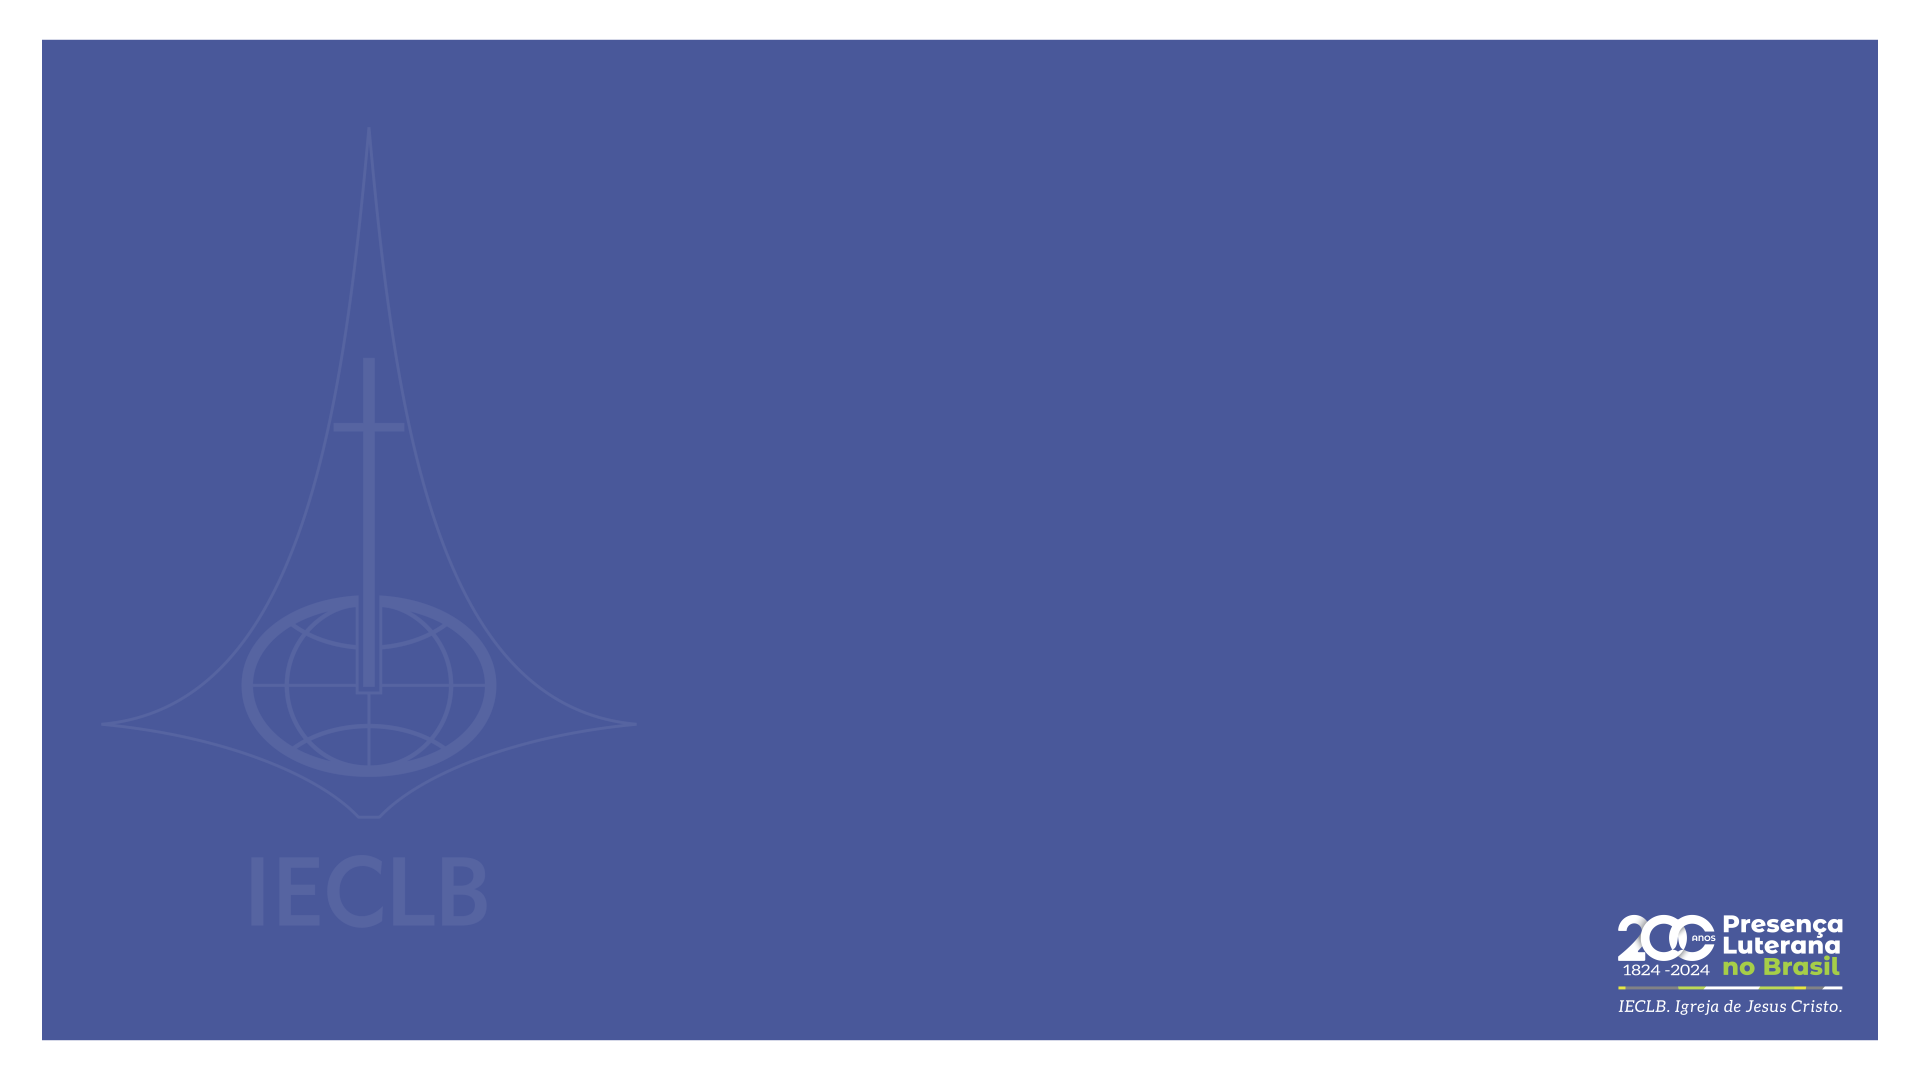 IECLB
200 anos
1824 - 2024
Presença
Luterana
no Brasil
IECLB. Igreja de Jesus Cristo.